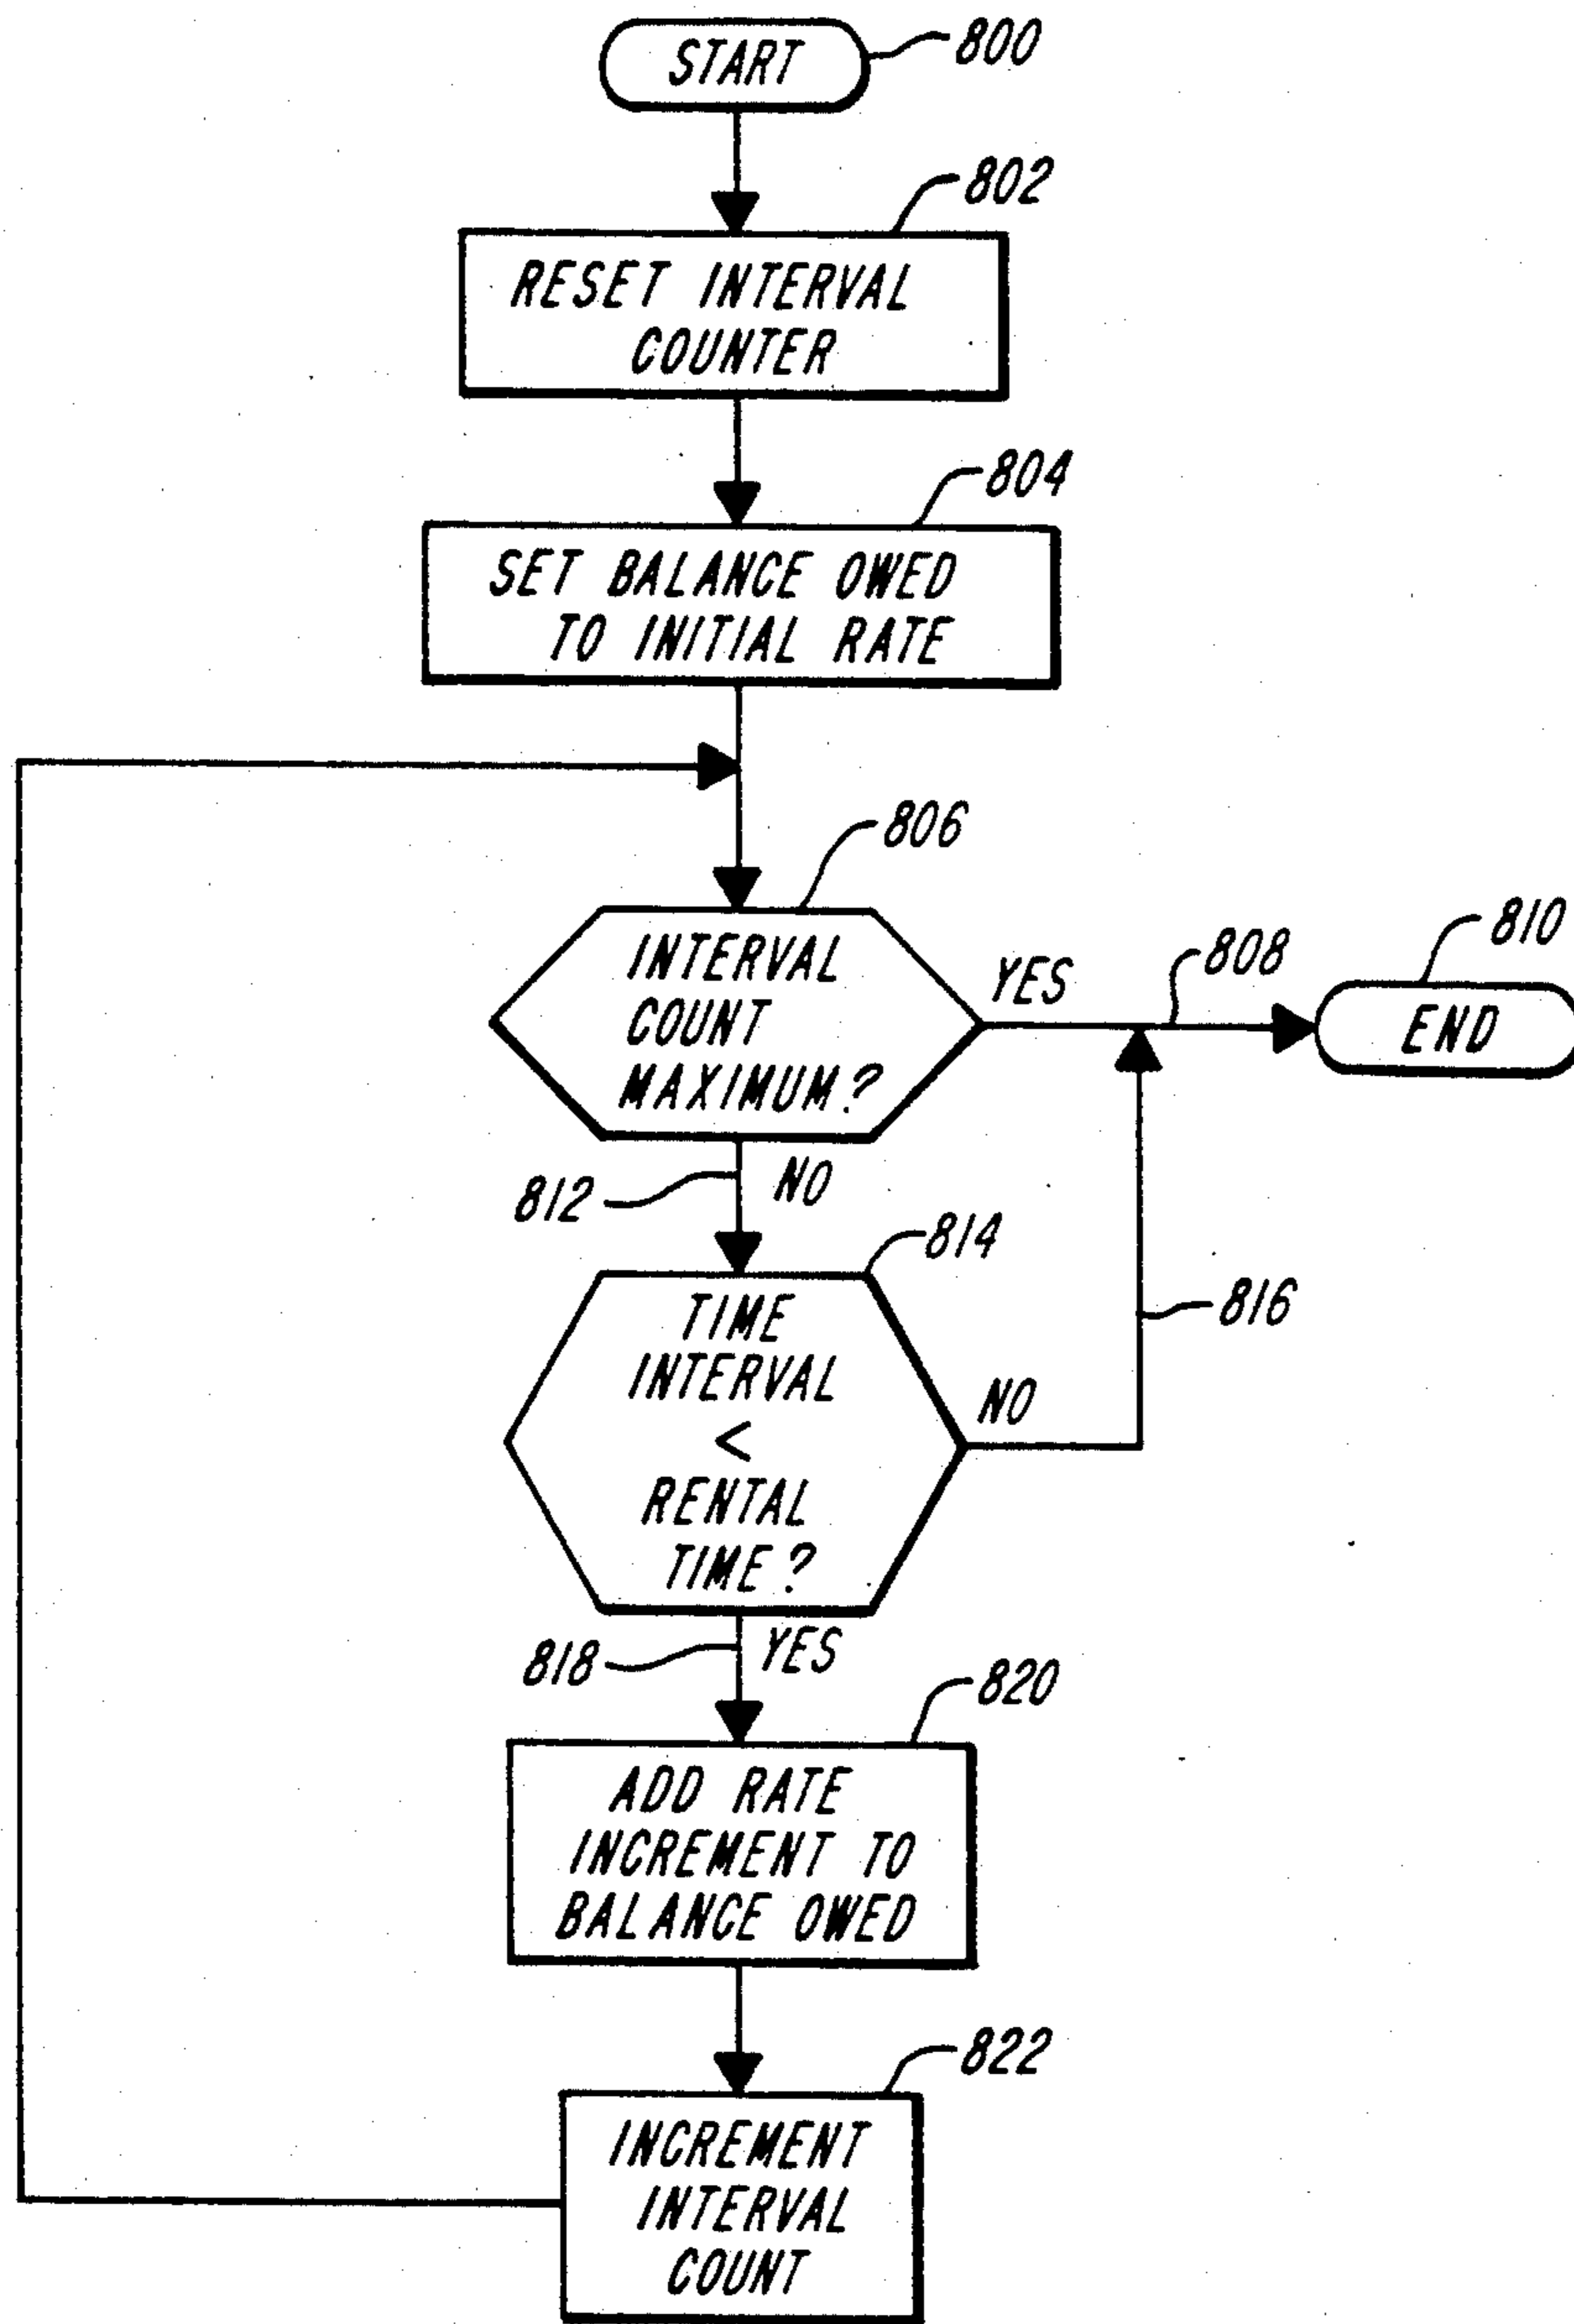 START
800
802
RESET INTERVAL
COUNTER
804
SET BALANCE OWED
TO INITIAL RATE
806
INTERVAL
COUNT
MAXIMUM?
YES
808
810
END
812
NO
814
TIME
INTERVAL
<
RENTAL
TIME?
NO
816
818
YES
820
ADD RATE
INCREMENT TO
BALANCE OWED
822
INCREMENT
INTERVAL
COUNT